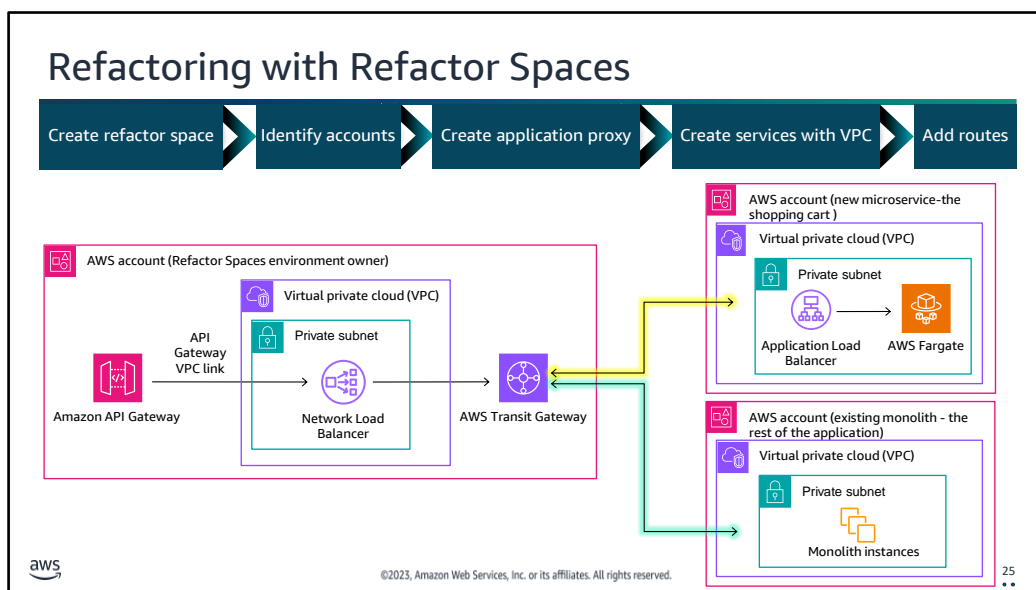 Refactoring with Refactor Spaces
Create refactor space
Identify accounts
Create application proxy
Create services with VPC
Add routes
AWS account (Refactor Spaces environment owner)
Virtual private cloud (VPC)
Private subnet
API
Gateway
VPC link
Amazon API Gateway
Network Load
Balancer
AWS Transit Gateway
AWS account (new microservice-the
shopping cart )
Virtual private cloud (VPC)
Private subnet
Application Load
Balancer
AWS Fargate
AWS account (existing monolith - the
rest of the application)
Virtual private cloud (VPC)
Private subnet
Monolith instances
aws
©2023, Amazon Web Services, Inc. or its affiliates. All rights reserved.
25